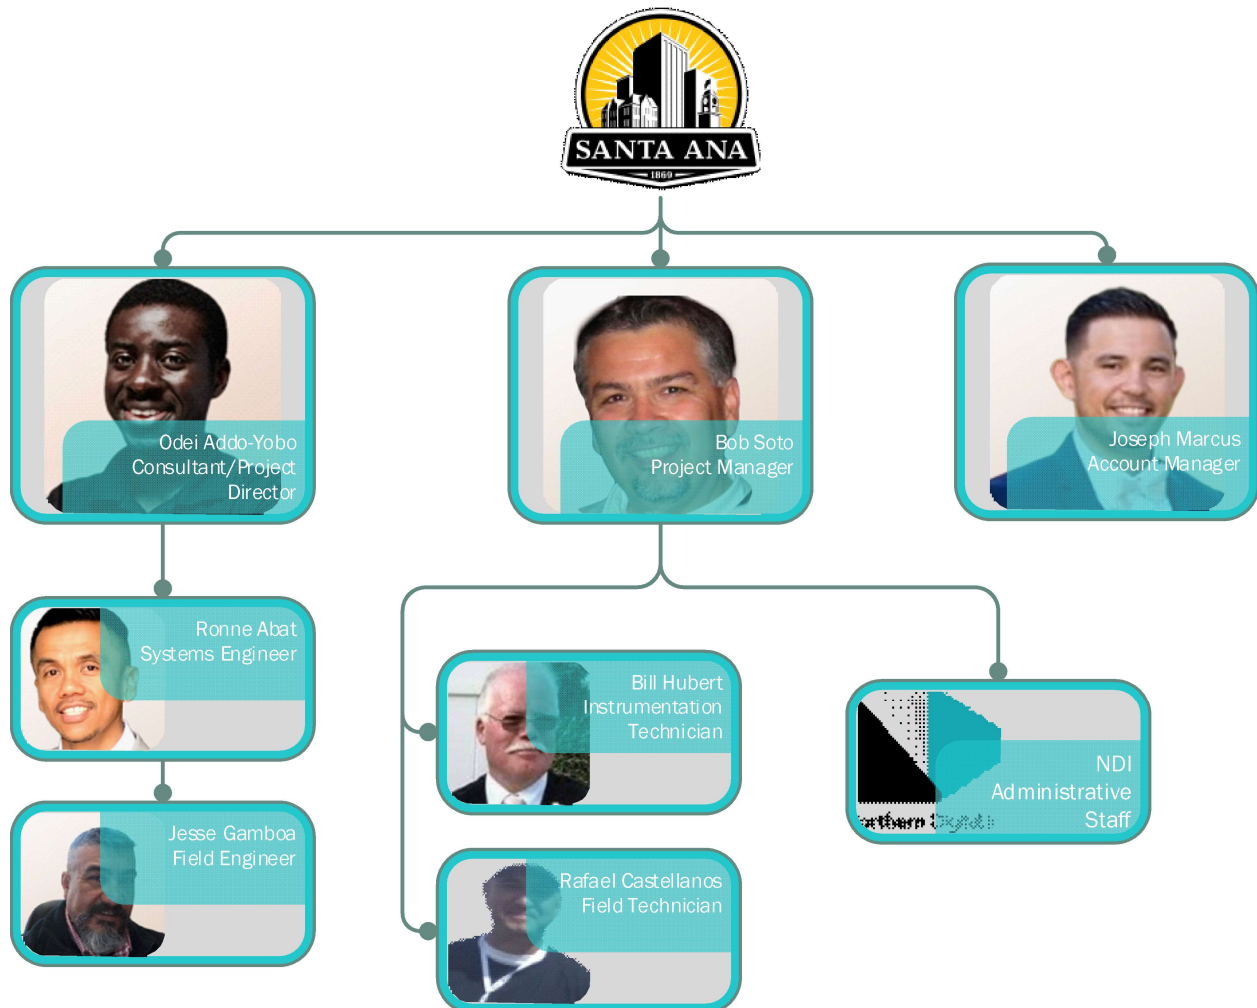 SANTA ANA
1869
Odei Addo-Yobo
Consultant/Project
Director
Bob Soto
Project Manager
Joseph Marcus
Account Manager
Ronne Abat
Systems Engineer
Bill Hubert
Instrumentation
Technician
NDI
Administrative
Staff
Jesse Gamboa
Field Engineer
Rafael Castellanos
Field Technician